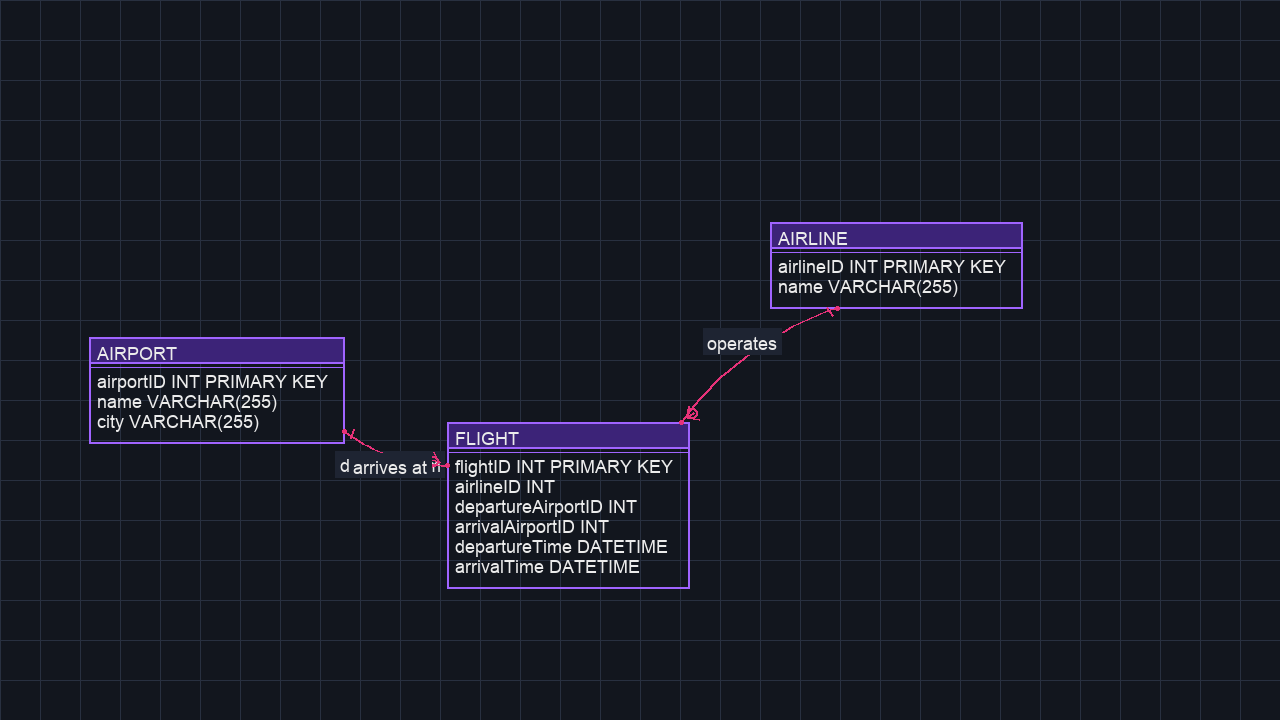 AIRLINE
airlineID INT PRIMARY KEY
name VARCHAR(255)
operates
AIRPORT
airportID INT PRIMARY KEY
name VARCHAR(255)
city VARCHAR(255)
arrives at
FLIGHT
flightID INT PRIMARY KEY
airlineID INT
departureAirportID INT
arrivalAirportID INT
departureTime DATETIME
arrivalTime DATETIME